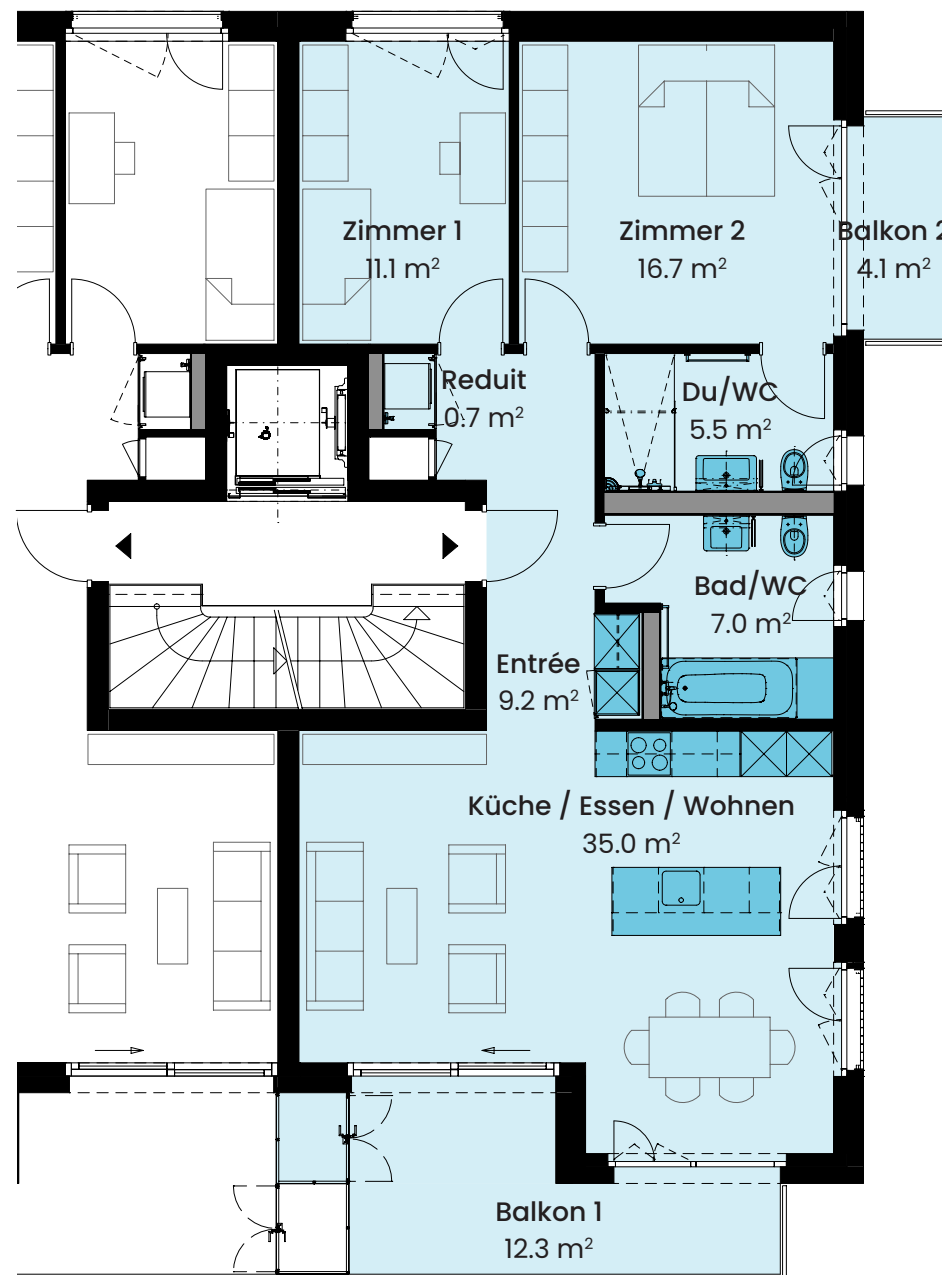 Zimmer 1
11.1 m²
Zimmer 2
16.7 m²
Balkon 2
4.1 m²
Reduit
0.7 m²
Du/WC
5.5 m²
Bad/WC
7.0 m²
Entrée
9.2 m²
Küche / Essen / Wohnen
35.0 m²
Balkon 1
12.3 m²